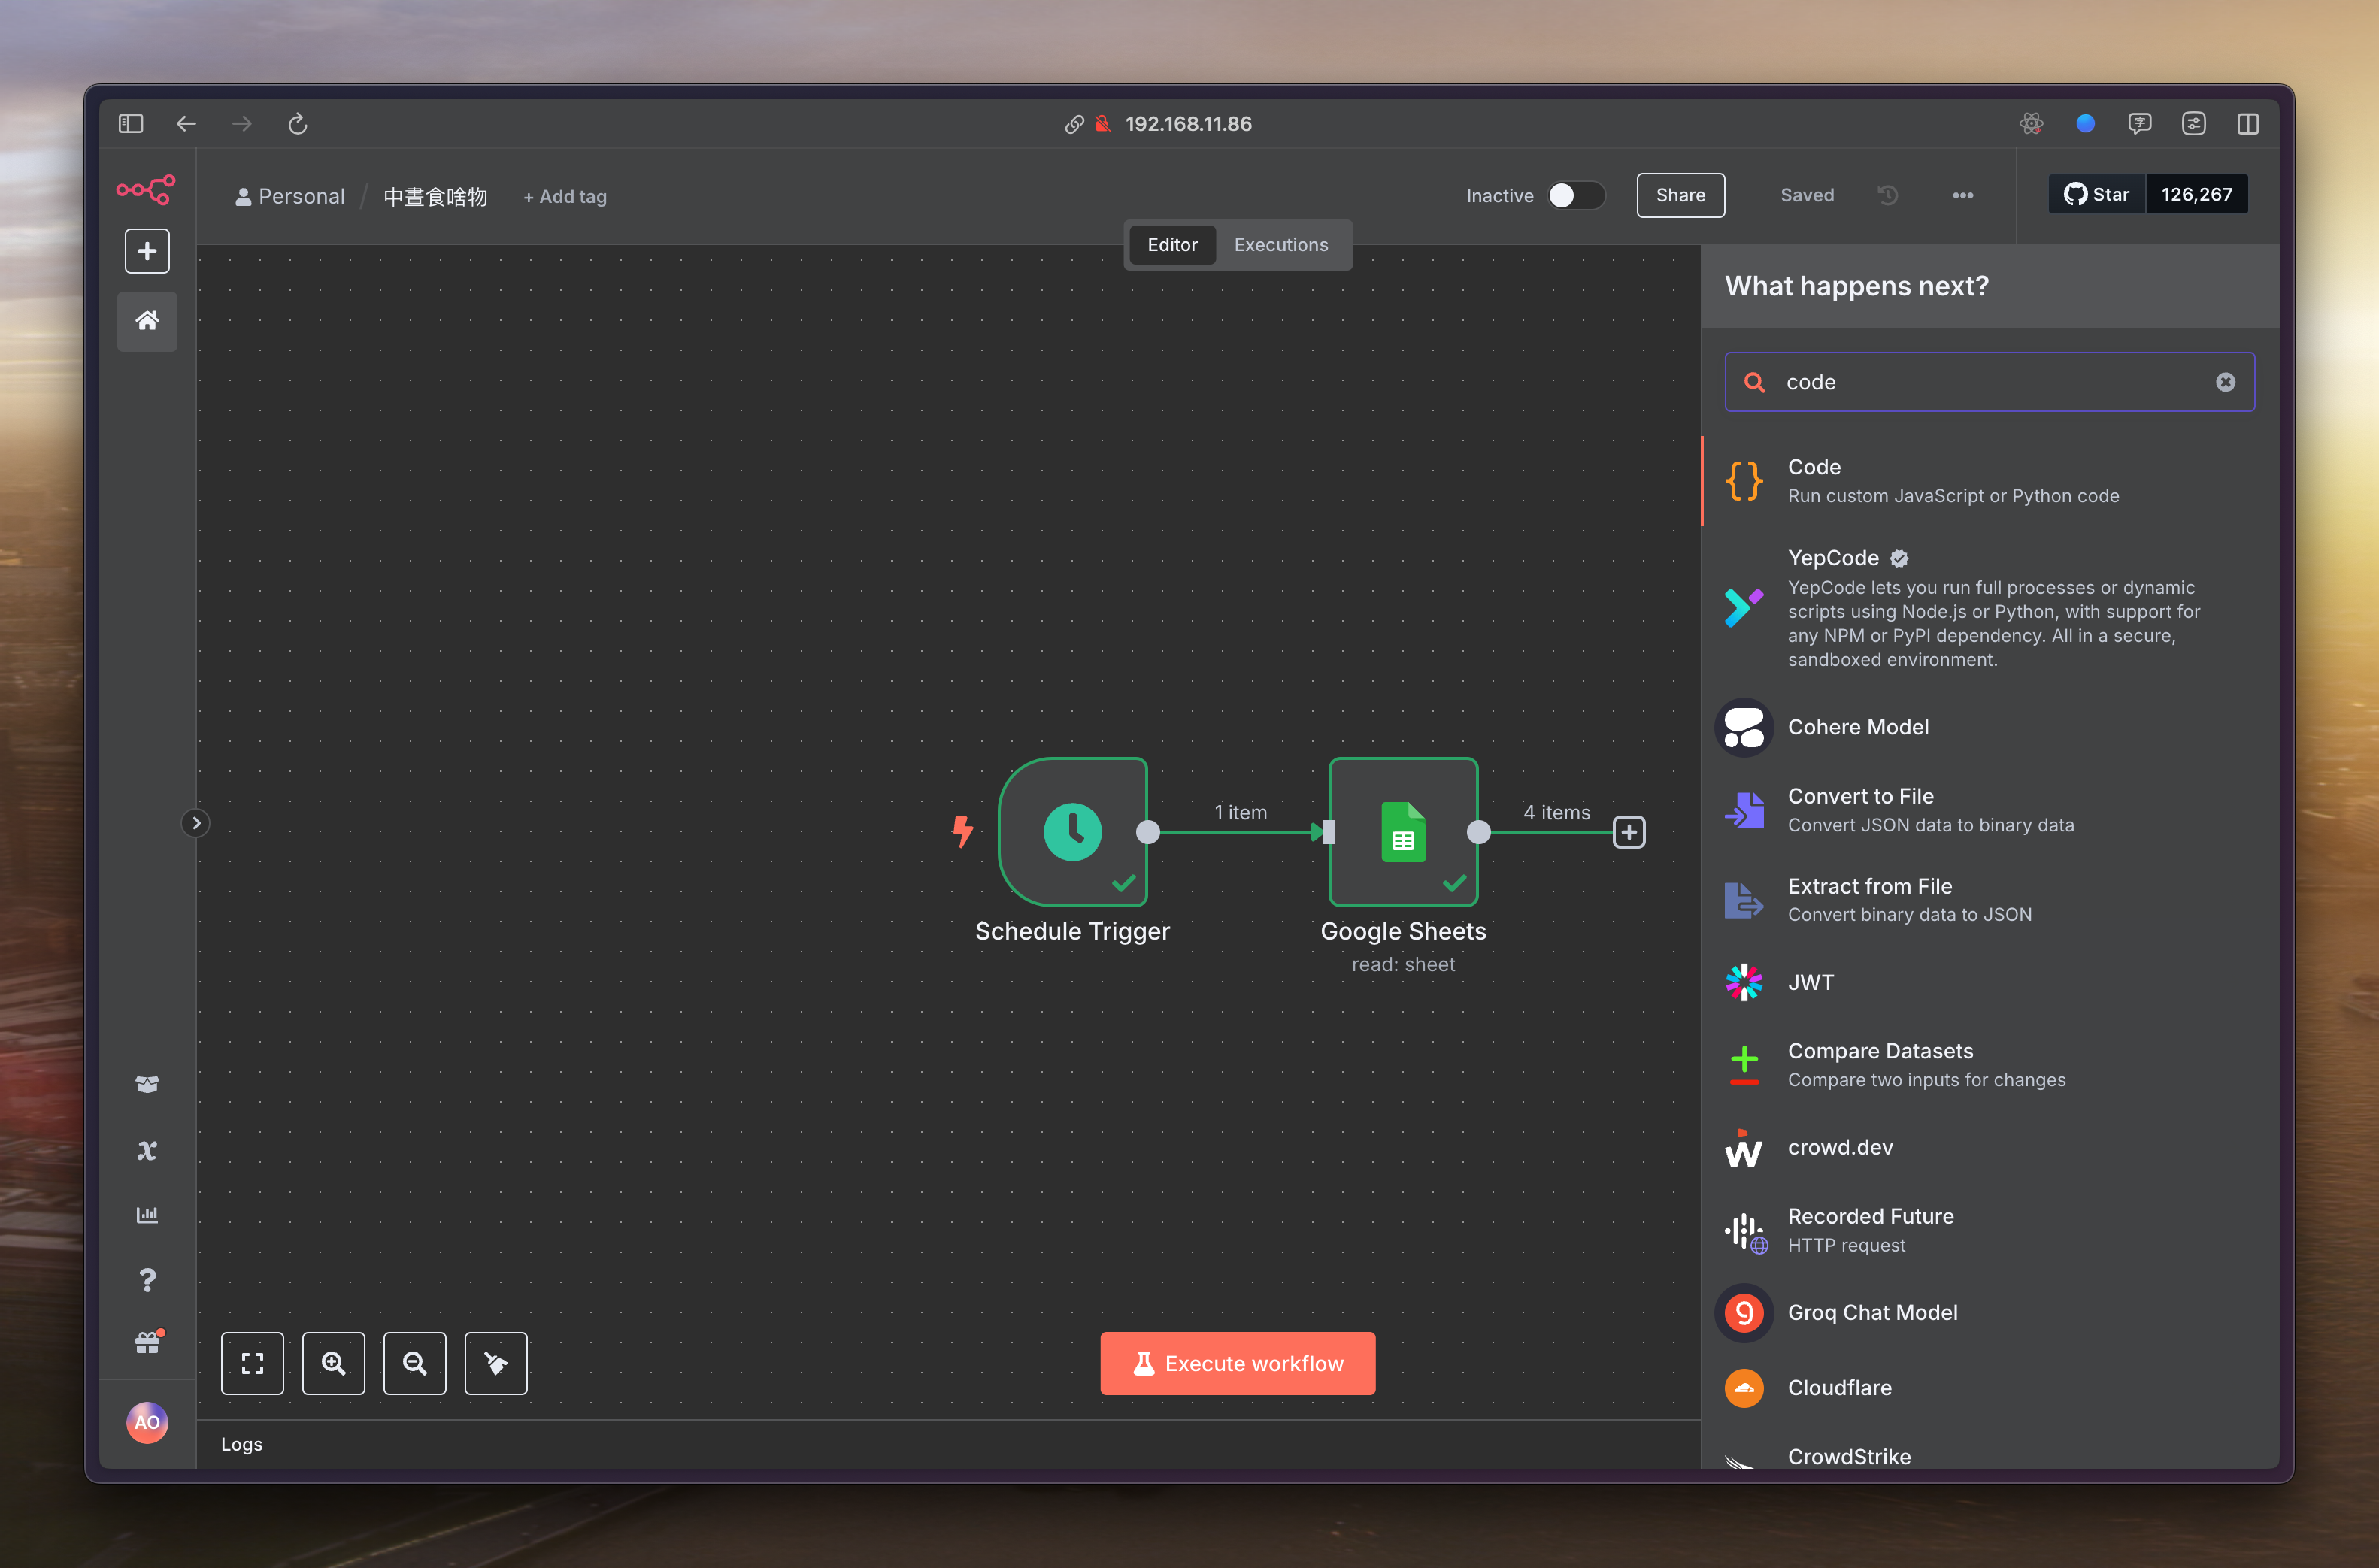 192.168.11.86
Personal / 中晝食啥物 + Add tag
Inactive
Share
Saved
Star 126,267
Editor Executions
What happens next?
code
Code
Run custom JavaScript or Python code
YepCode
YepCode lets you run full processes or dynamic
scripts using Node.js or Python, with support for
any NPM or PyPI dependency. All in a secure,
sandboxed environment.
Cohere Model
Convert to File
Convert JSON data to binary data
Extract from File
Convert binary data to JSON
JWT
Compare Datasets
Compare two inputs for changes
crowd.dev
Recorded Future
HTTP request
Groq Chat Model
Cloudflare
CrowdStrike
1 item
4 items
Schedule Trigger
Google Sheets
read: sheet
Execute workflow
AO
Logs